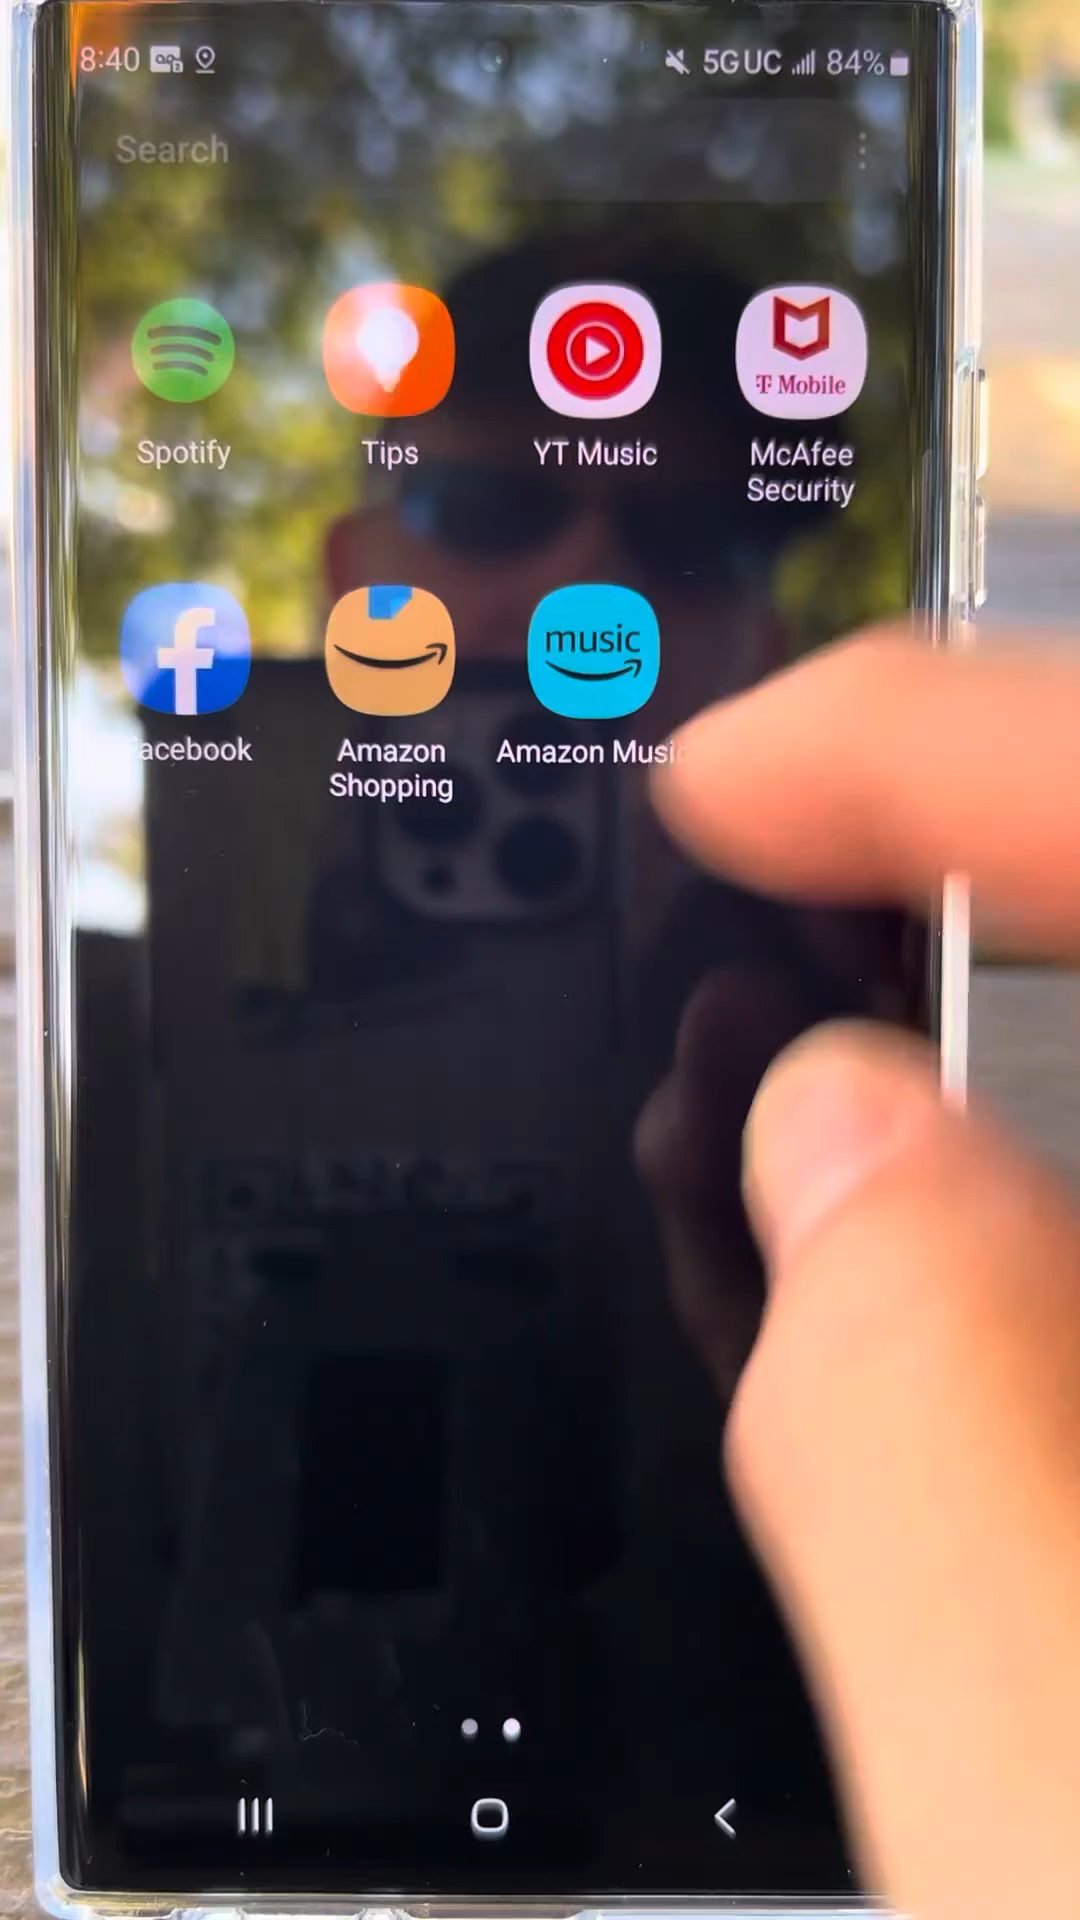 8:40 5G UC 84%
Search
T Mobile
Spotify Tips YT Music McAfee
Security
music
acebook Amazon Amazon Musi
Shopping